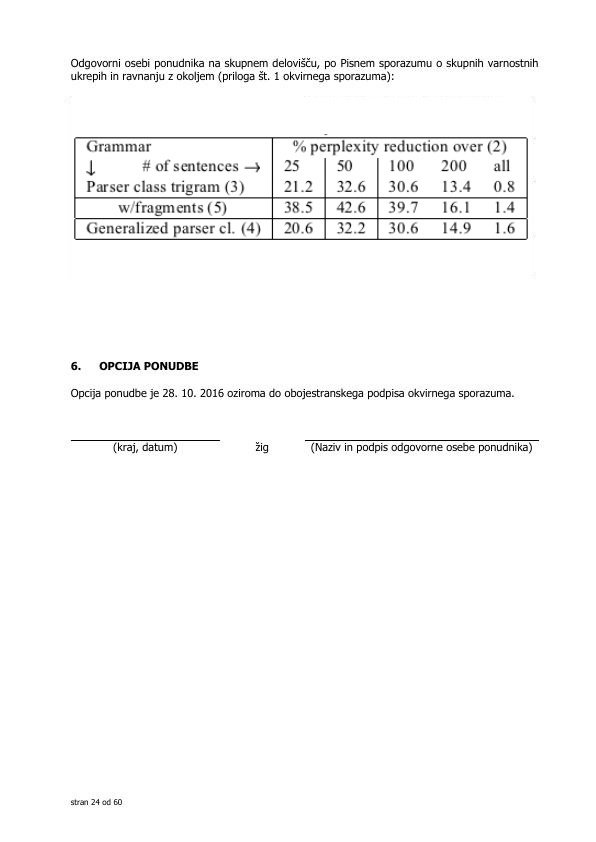 Odgovorni osebi ponudnika na skupnem delovišču, po Pisnem sporazumu o skupnih varnostnih
ukrepih in ravnanju z okoljem (priloga št. 1 okvirnega sporazuma):
Grammar % perplexity reduction over (2)
↓ # of sentences → 25 50 100 200 all
Parser class trigram (3) 21.2 32.6 30.6 13.4 0.8
w/fragments (5) 38.5 42.6 39.7 16.1 1.4
Generalized parser cl. (4) 20.6 32.2 30.6 14.9 1.6
6. OPCIJA PONUDBE
Opcija ponudbe je 28. 10. 2016 oziroma do obojestranskega podpisa okvirnega sporazuma.
(kraj, datum) žig (Naziv in podpis odgovorne osebe ponudnika)
stran 24 od 60